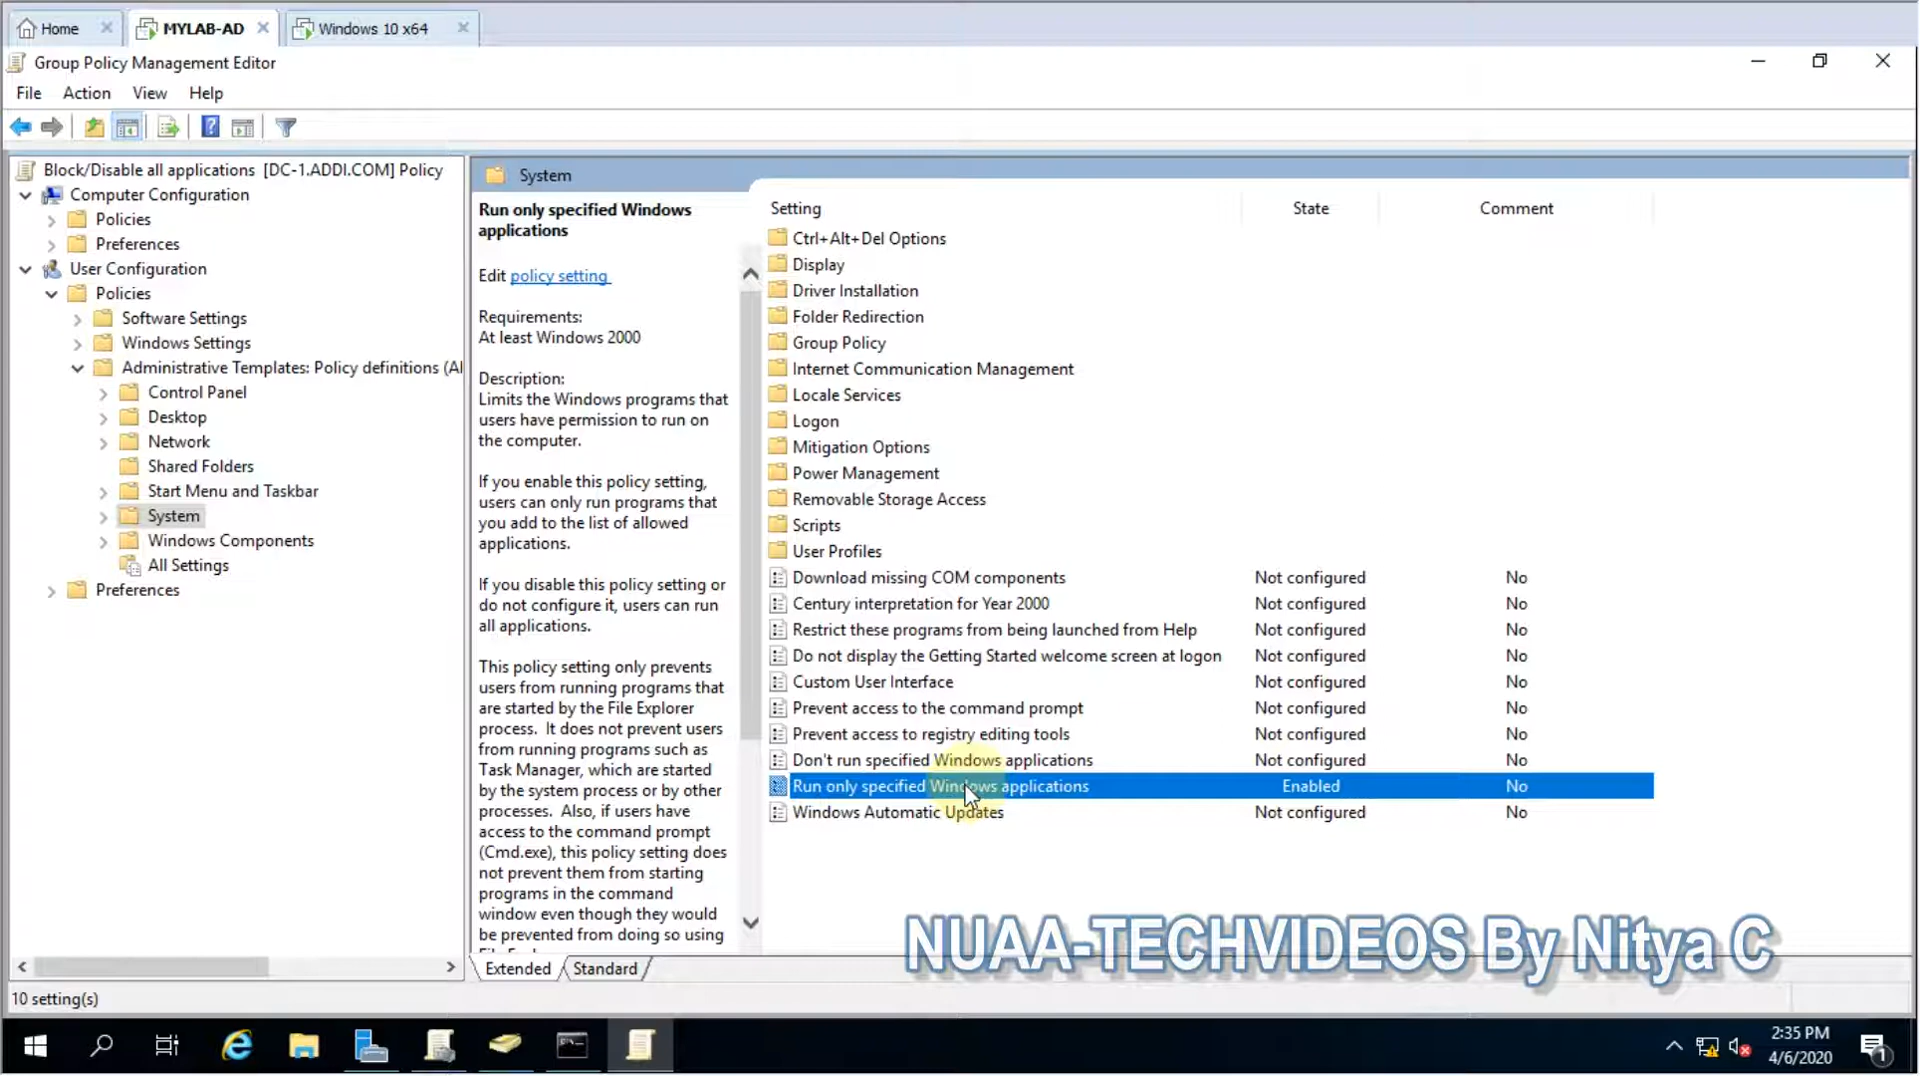 Home
MYLAB-AD
Windows 10 x64
Group Policy Management Editor
File Action View Help
Block/Disable all applications [DC-1.ADDI.COM] Policy
Computer Configuration
Policies
Preferences
User Configuration
Policies
Software Settings
Windows Settings
Administrative Templates: Policy definitions (A
Control Panel
Desktop
Network
Shared Folders
Start Menu and Taskbar
System
Windows Components
All Settings
Preferences
System
Run only specified Windows
applications
Edit policy setting
Requirements:
At least Windows 2000
Description:
Limits the Windows programs that
users have permission to run on
the computer.
If you enable this policy setting,
users can only run programs that
you add to the list of allowed
applications.
If you disable this policy setting or
do not configure it, users can run
all applications.
This policy setting only prevents
users from running programs that
are started by the File Explorer
process. It does not prevent users
from running programs such as
Task Manager, which are started
by the system process or by other
processes. Also, if users have
access to the command prompt
(Cmd.exe), this policy setting does
not prevent them from starting
programs in the command
window even though they would
be prevented from doing so using
Setting State Comment
Ctrl+Alt+Del Options
Display
Driver Installation
Folder Redirection
Group Policy
Internet Communication Management
Locale Services
Logon
Mitigation Options
Power Management
Removable Storage Access
Scripts
User Profiles
Download missing COM components Not configured No
Century interpretation for Year 2000 Not configured No
Restrict these programs from being launched from Help Not configured No
Do not display the Getting Started welcome screen at logon Not configured No
Custom User Interface Not configured No
Prevent access to the command prompt Not configured No
Prevent access to registry editing tools Not configured No
Don't run specified Windows applications Not configured No
Run only specified Windows applications Enabled No
Windows Automatic Updates Not configured No
NUAA-TECHVIDEOS By Nitya C
Extended Standard
10 setting(s)
2:35 PM
4/6/2020
1